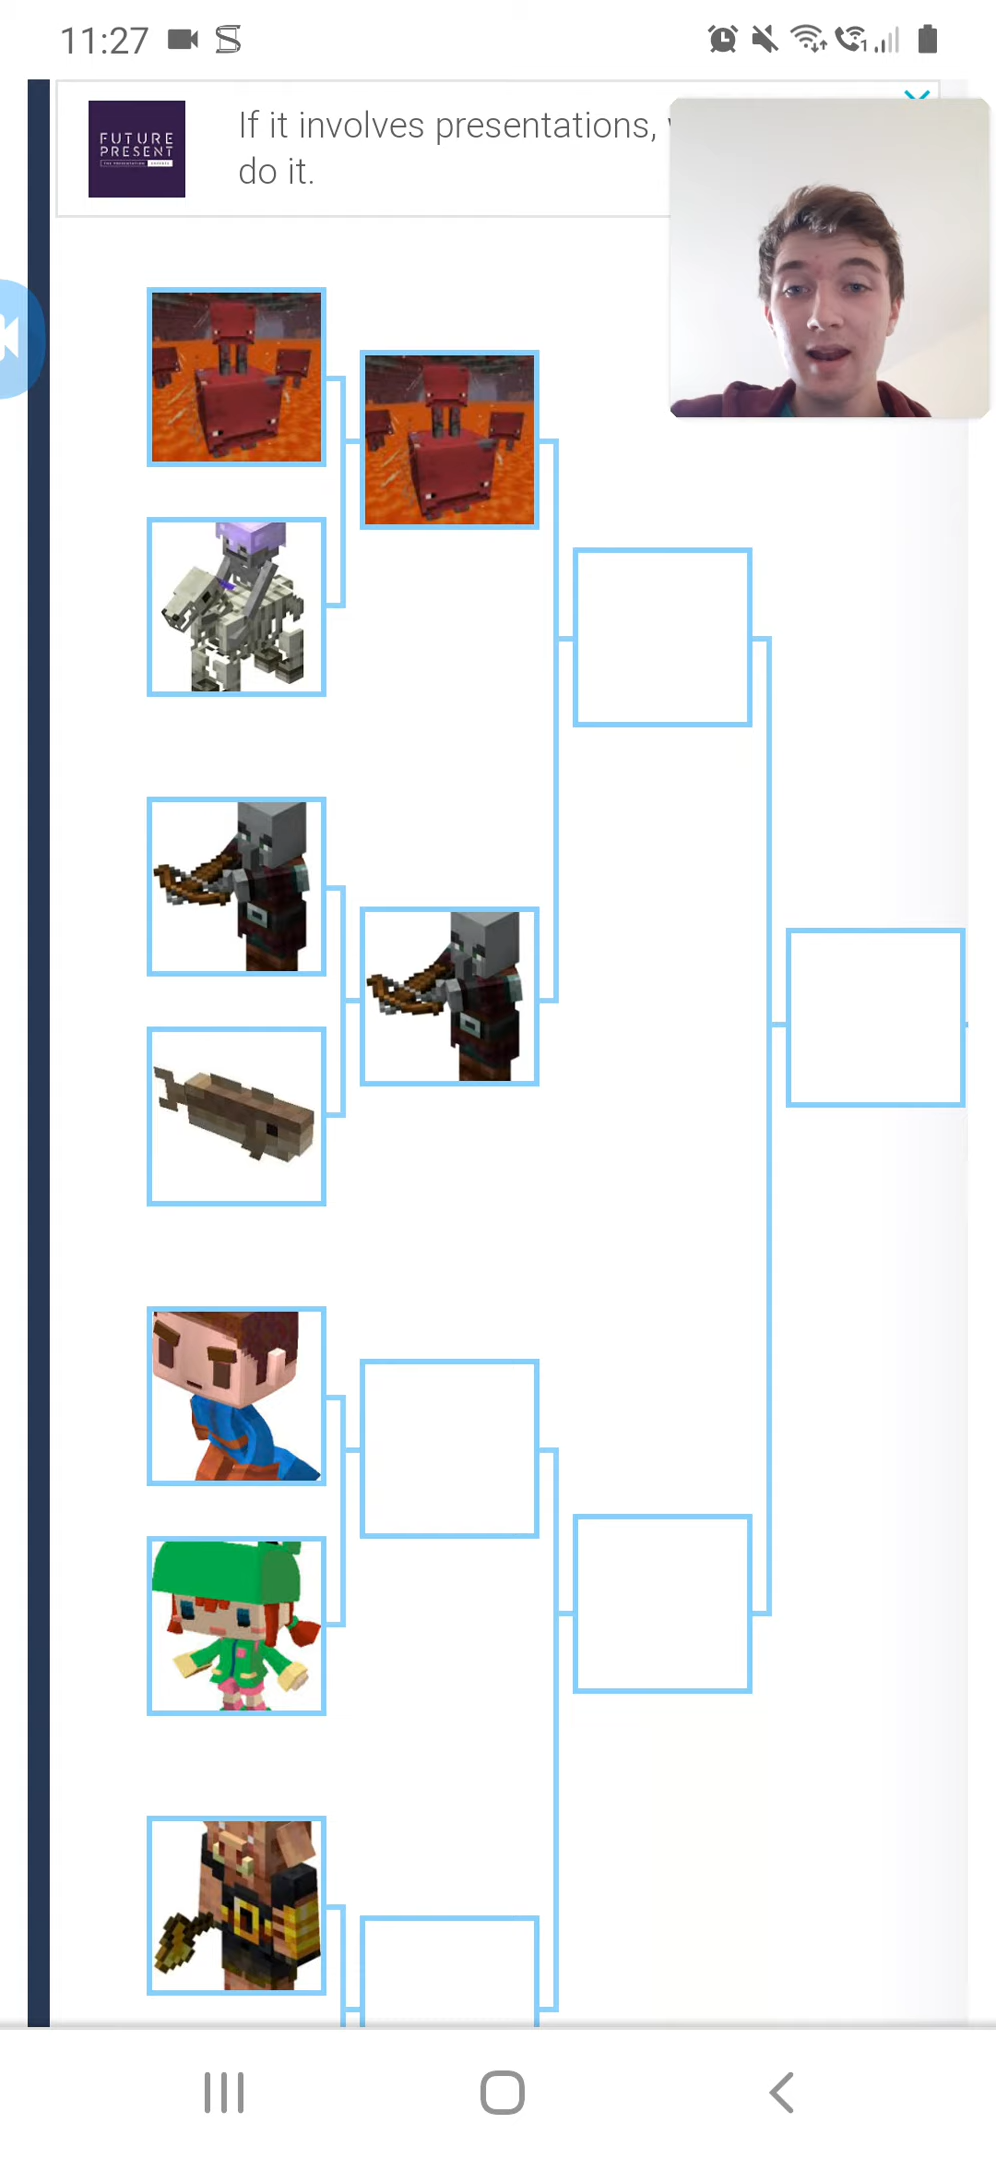 11:27
FUTURE
PRESENT
If it involves presentations,
do it.